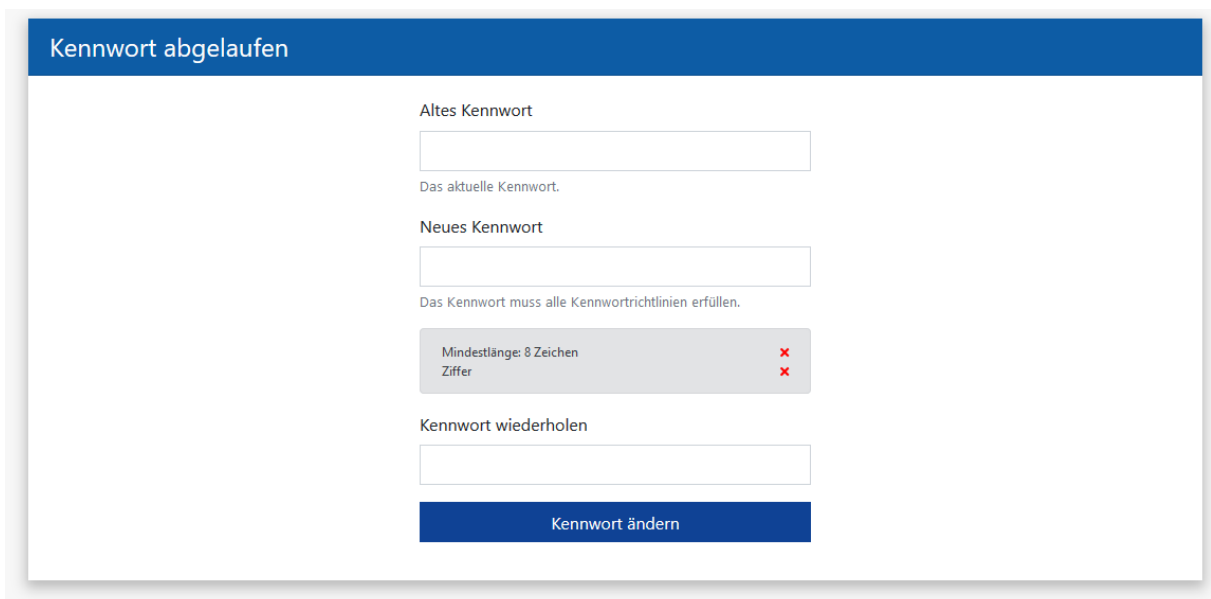 Kennwort abgelaufen
Altes Kennwort
Das aktuelle Kennwort.
Neues Kennwort
Das Kennwort muss alle Kennwortrichtlinien erfüllen.
Mindestlänge: 8 Zeichen
Ziffer
Kennwort wiederholen
Kennwort ändern